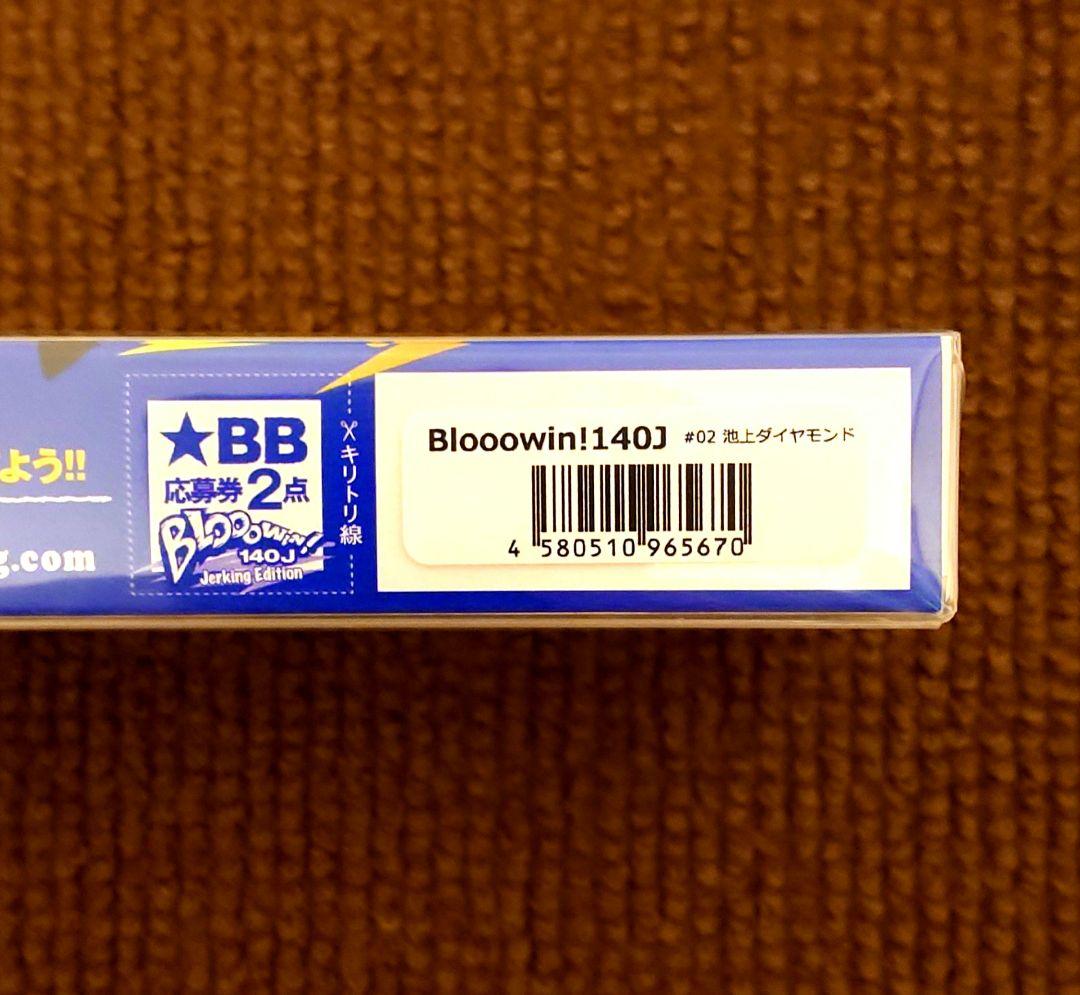 よう!!
g.com
★BB
応募券2点
BLOOOWIN!
140J
Jerking Edition
キリトリ線
Blooowin!140J #02 池上ダイヤモンド
4 580510 965670